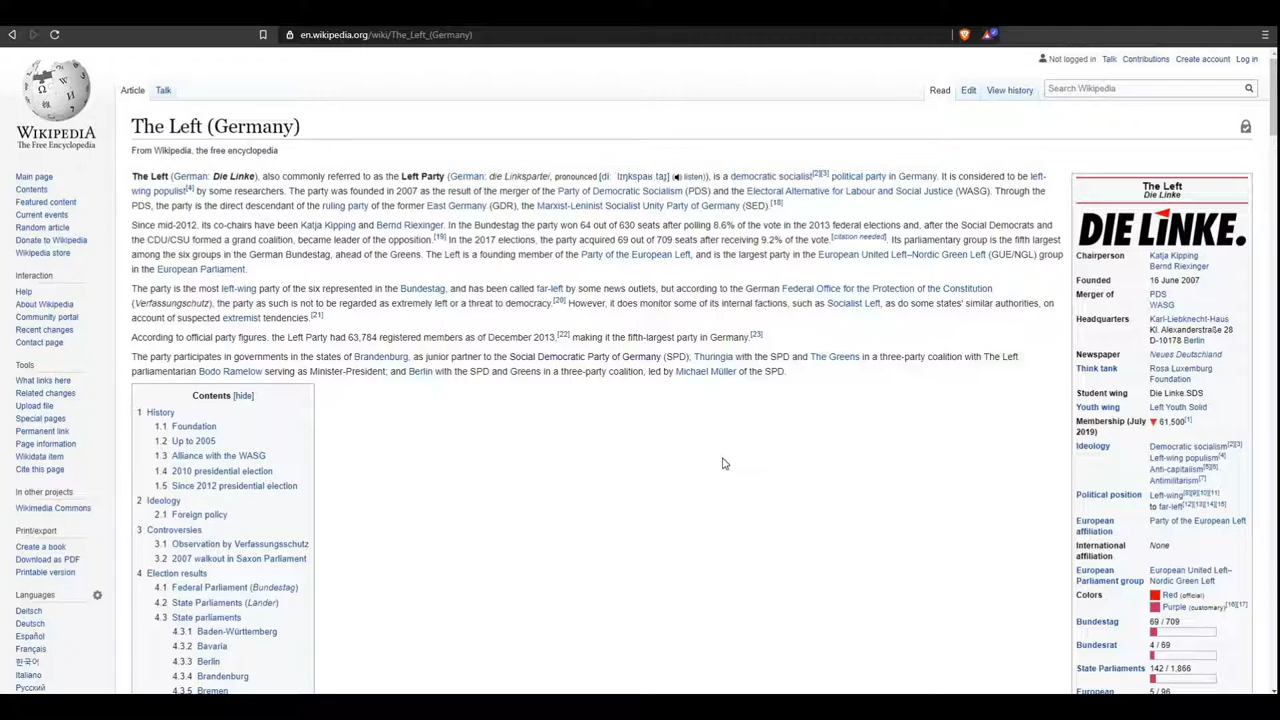 en.wikipedia.org/wiki/The_Left_(Germany)
Not logged in Talk Contributions Create account Log in
Article Talk Read Edit View history Search Wikipedia
WIKIPEDIA
The Free Encyclopedia
Main page
Contents
Featured content
Current events
Random article
Donate to Wikipedia
Wikipedia store
Interaction
Help
About Wikipedia
Community portal
Recent changes
Contact page
Tools
What links here
Related changes
Upload file
Special pages
Permanent link
Page information
Wikidata item
Cite this page
In other projects
Wikimedia Commons
Print/export
Create a book
Download as PDF
Printable version
Languages
Deitsch
Deutsch
Español
Français
한국어
Italiano
Русский
The Left (Germany)
From Wikipedia, the free encyclopedia
The Left (German: Die Linke), also commonly referred to as the Left Party (German: die Linkspartei, pronounced [diː ˈlɪŋkspaʁˌtaɪ̯] (listen)), is a democratic socialist[2][3] political party in Germany. It is considered to be left-
wing populist[4] by some researchers. The party was founded in 2007 as the result of the merger of the Party of Democratic Socialism (PDS) and the Electoral Alternative for Labour and Social Justice (WASG). Through the
PDS, the party is the direct descendant of the ruling party of the former East Germany (GDR), the Marxist-Leninist Socialist Unity Party of Germany (SED).[18]
Since mid-2012, its co-chairs have been Katja Kipping and Bernd Riexinger. In the Bundestag the party won 64 out of 630 seats after polling 8.6% of the vote in the 2013 federal elections and, after the Social Democrats and
the CDU/CSU formed a grand coalition, became leader of the opposition.[19] In the 2017 elections, the party acquired 69 out of 709 seats after receiving 9.2% of the vote.[citation needed] Its parliamentary group is the fifth largest
among the six groups in the German Bundestag, ahead of the Greens. The Left is a founding member of the Party of the European Left, and is the largest party in the European United Left–Nordic Green Left (GUE/NGL) group
in the European Parliament.
The party is the most left-wing party of the six represented in the Bundestag, and has been called far-left by some news outlets, but according to the German Federal Office for the Protection of the Constitution
(Verfassungschutz), the party as such is not to be regarded as extremely left or a threat to democracy.[20] However, it does monitor some of its internal factions, such as Socialist Left, as do some states' similar authorities, on
account of suspected extremist tendencies.[21]
According to official party figures, the Left Party had 63,784 registered members as of December 2013,[22] making it the fifth-largest party in Germany.[23]
The party participates in governments in the states of Brandenburg, as junior partner to the Social Democratic Party of Germany (SPD); Thuringia with the SPD and The Greens in a three-party coalition with The Left
parliamentarian Bodo Ramelow serving as Minister-President; and Berlin with the SPD and Greens in a three-party coalition, led by Michael Müller of the SPD.
Contents [hide]
1 History
1.1 Foundation
1.2 Up to 2005
1.3 Alliance with the WASG
1.4 2010 presidential election
1.5 Since 2012 presidential election
2 Ideology
2.1 Foreign policy
3 Controversies
3.1 Observation by Verfassungsschutz
3.2 2007 walkout in Saxon Parliament
4 Election results
4.1 Federal Parliament (Bundestag)
4.2 State Parliaments (Länder)
4.3 State parliaments
4.3.1 Baden-Württemberg
4.3.2 Bavaria
4.3.3 Berlin
4.3.4 Brandenburg
4.3.5 Bremen
The Left
Die Linke
DIE LINKE.
Chairperson Katja Kipping
Bernd Riexinger
Founded 16 June 2007
Merger of PDS
WASG
Headquarters Karl-Liebknecht-Haus
Kl. Alexanderstraße 28
D-10178 Berlin
Newspaper Neues Deutschland
Think tank Rosa Luxemburg
Foundation
Student wing Die Linke.SDS
Youth wing Left Youth Solid
Membership (July 2019) 61,500[1]
Ideology Democratic socialism[2][3]
Left-wing populism[4]
Anti-capitalism[5][6]
Antimilitarism[7]
Political position Left-wing[8][9][10][11]
to far-left[12][13][14][15]
European affiliation Party of the European Left
International affiliation None
European Parliament group European United Left–
Nordic Green Left
Colors Red (official)
Purple (customary)[16][17]
Bundestag 69 / 709
Bundesrat 4 / 69
State Parliaments 142 / 1,866
European 5 / 96